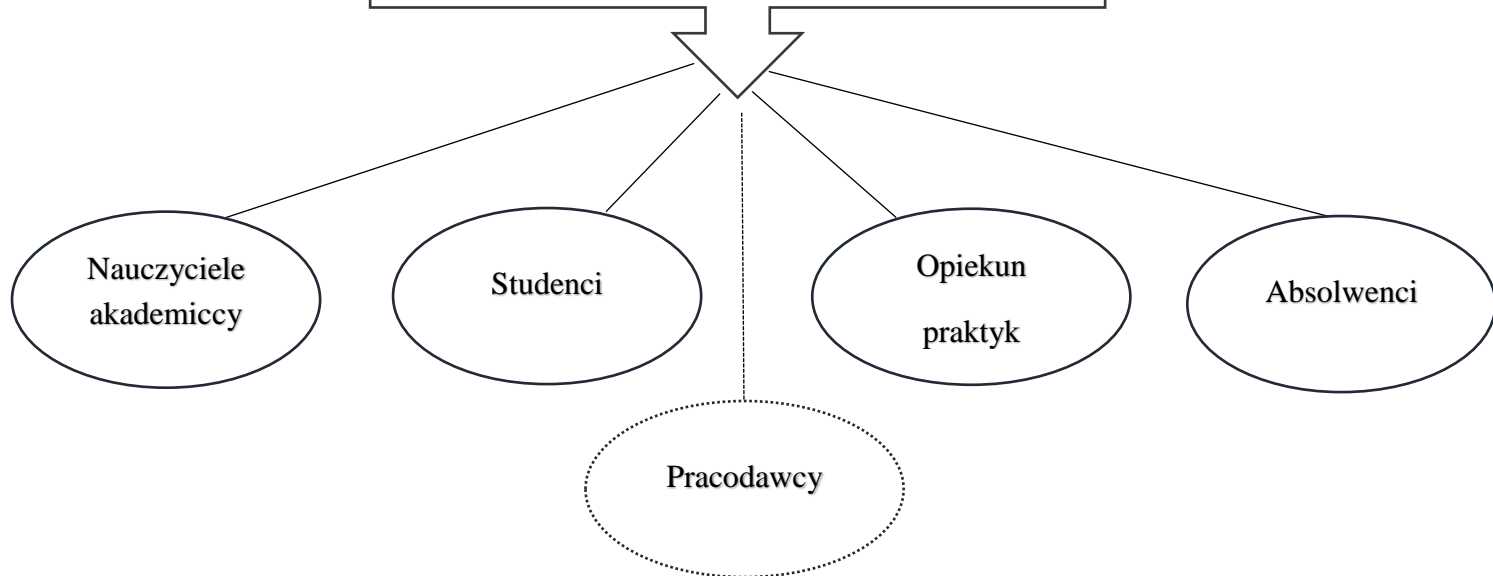 Nauczyciele
akademiccy
Studenci
Opiekun
praktyk
Absolwenci
Pracodawcy